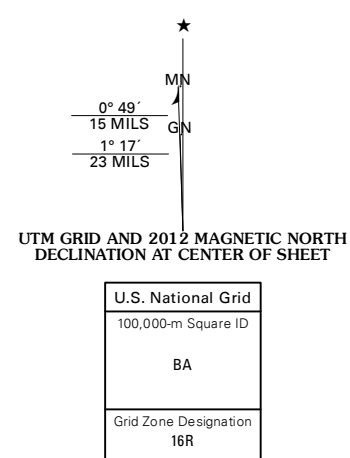 ★
MN
0° 49´
15 MILS
GN
1° 17´
23 MILS
UTM GRID AND 2012 MAGNETIC NORTH
DECLINATION AT CENTER OF SHEET
U.S. National Grid
100,000-m Square ID
BA
Grid Zone Designation
16R